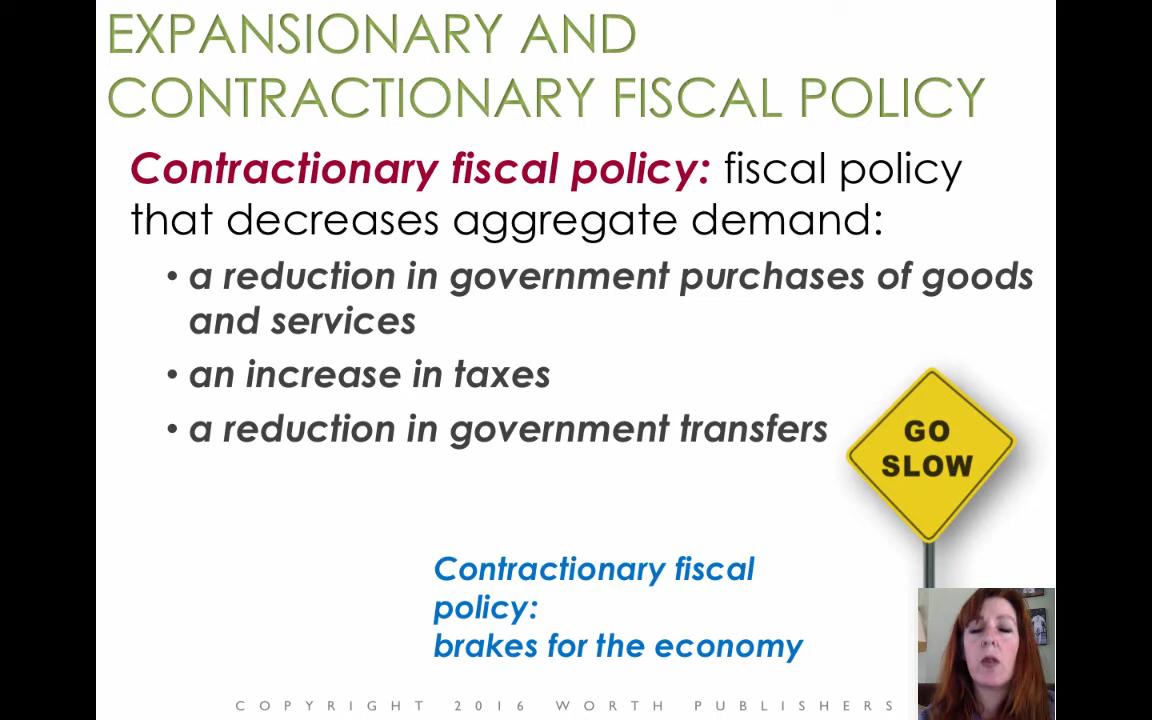 EXPANSIONARY AND
CONTRACTIONARY FISCAL POLICY
Contractionary fiscal policy: fiscal policy
that decreases aggregate demand:
• a reduction in government purchases of goods
and services
• an increase in taxes
• a reduction in government transfers
GO
SLOW
Contractionary fiscal
policy:
brakes for the economy
COPYRIGHT 2016 WORTH PUBLISHERS